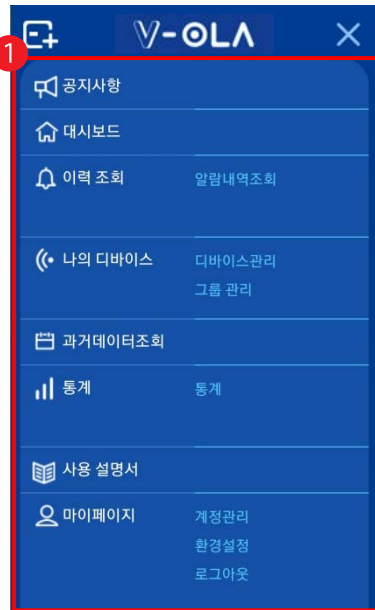 V-OLA
1
공지사항
대시보드
이력 조회 알람내역조회
나의 디바이스 디바이스관리
그룹 관리
과거데이터조회
통계 통계
사용 설명서
마이페이지 계정관리
환경설정
로그아웃